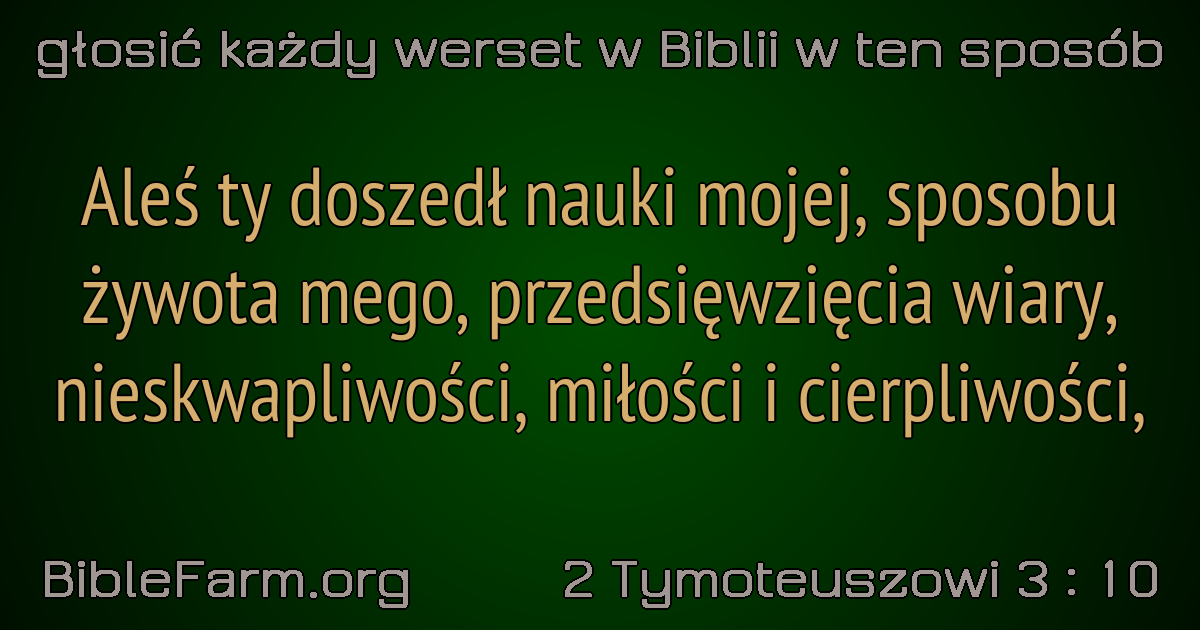 głosić każdy werset w Biblii w ten sposób
Aleś ty doszedł nauki mojej, sposobu
żywota mego, przedsięwzięcia wiary,
nieskwapliwości, miłości i cierpliwości,
BibleFarm.org
2 Tymoteuszowi 3 : 10